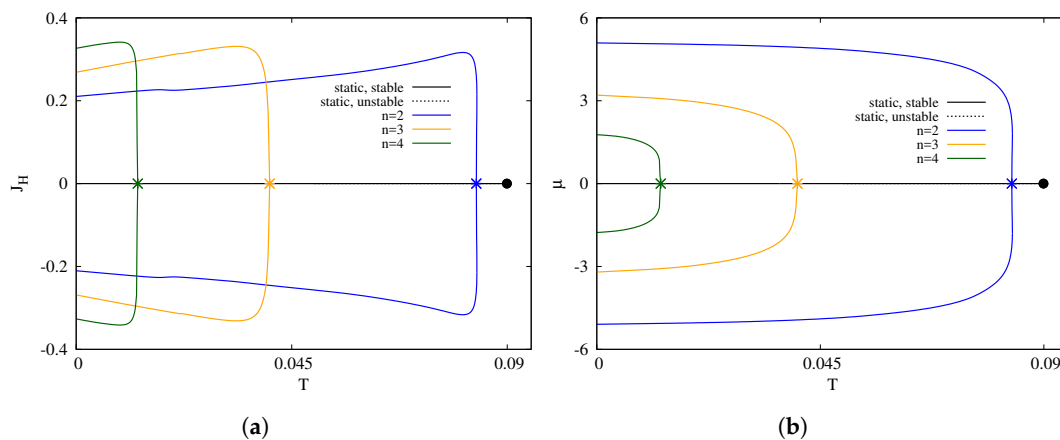 0.4
0.2
0
-0.2
-0.4
J_H
0
0.045
0.09
T
static, stable
static, unstable
n=2
n=3
n=4
(a)
6
3
0
-3
-6
μ
0
0.045
0.09
T
static, stable
static, unstable
n=2
n=3
n=4
(b)